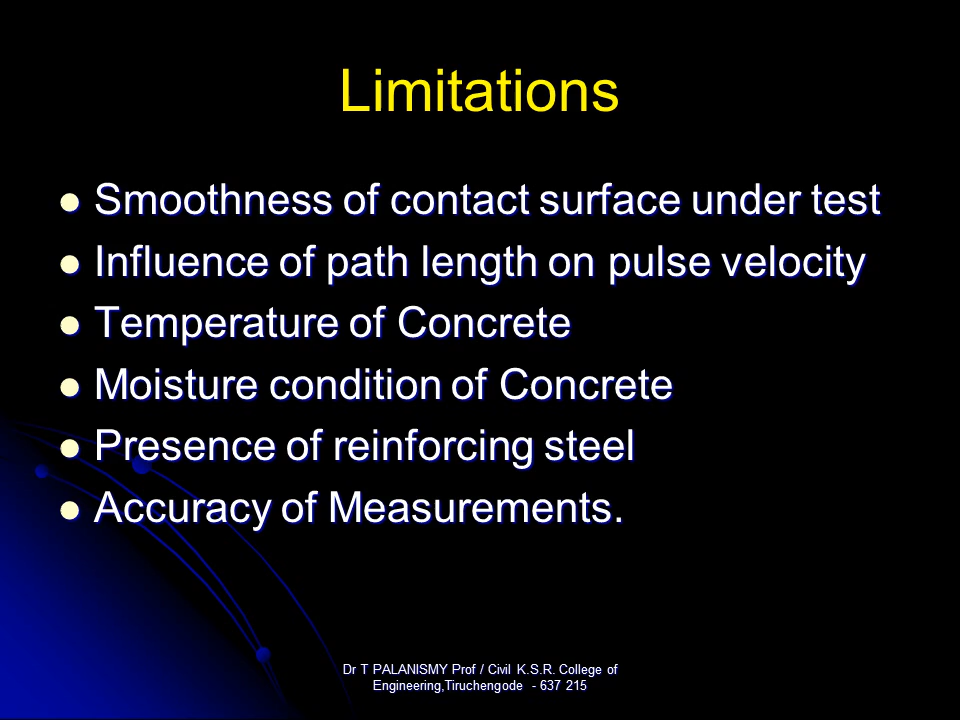 Limitations
Smoothness of contact surface under test
Influence of path length on pulse velocity
Temperature of Concrete
Moisture condition of Concrete
Presence of reinforcing steel
Accuracy of Measurements.
Dr T PALANISMY Prof / Civil K.S.R. College of
Engineering,Tiruchengode - 637 215